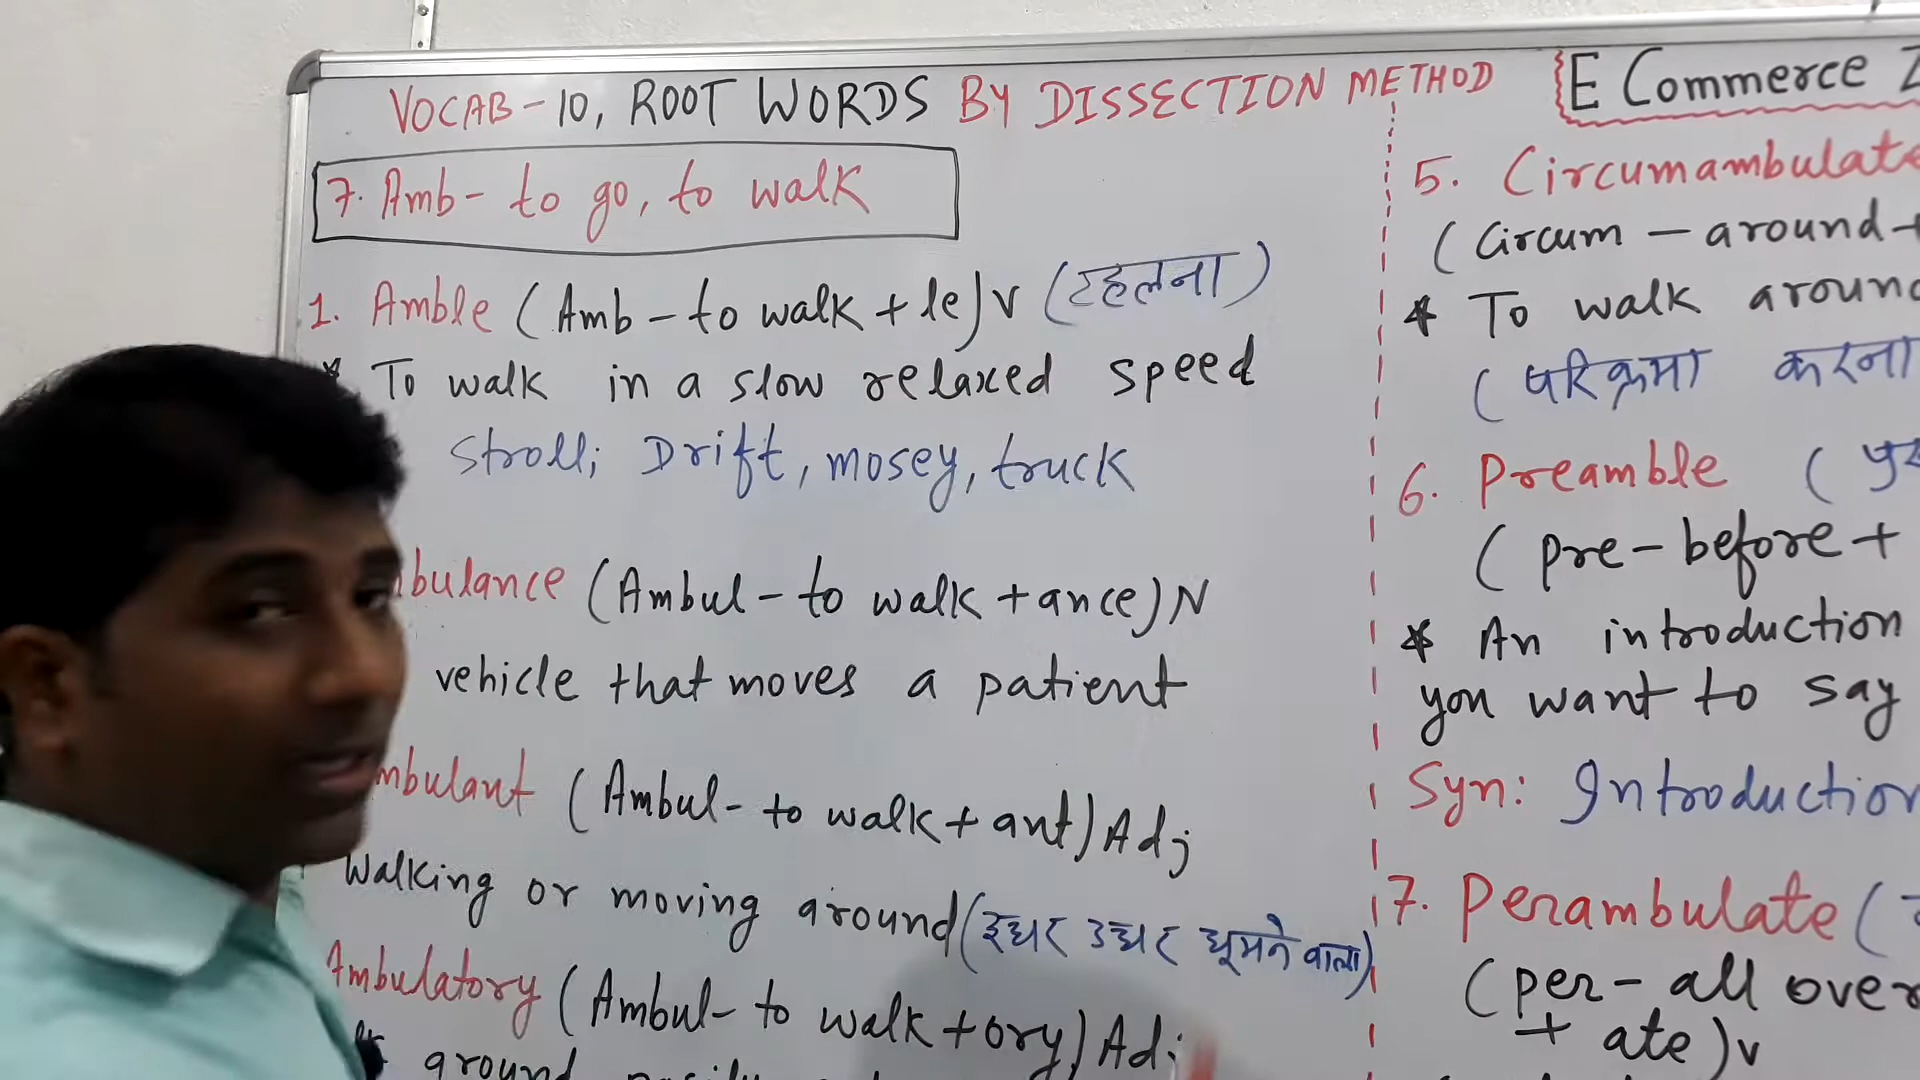 VOCAB-10, ROOT WORDS BY DISSECTION METHOD
7. Amb- to go, to walk
1. Amble (Amb - to walk + le) V (टहलना)
* To walk in a slow relaxed speed
Stroll; Drift, mosey, truck
bulance (Ambul - to walk + ance) N
vehicle that moves a patient
mbulant (Ambul - to walk + ant) Adj
Walking or moving around (इधर उधर घूमने वाला)
Ambulatory (Ambul - to walk + ory) Adj
around
E Commerce
5. Circumambulate
(Circum - around +
* To walk around
(परिक्रमा करना
6. Preamble (
(pre - before +
* An introduction
you want to say
Syn: Introduction
7. Perambulate (
(per - all over
+ ate) v